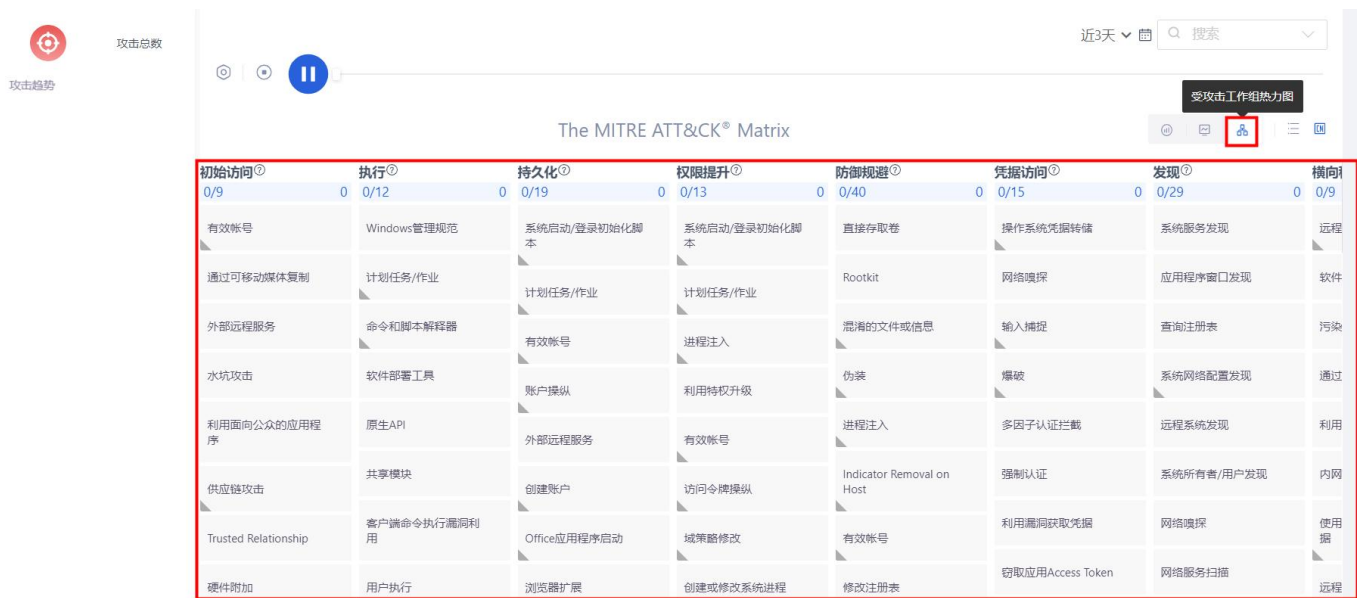 攻击总数
攻击趋势
近3天
搜索
受攻击工作组热力图
The MITRE ATT&CK® Matrix
CN
初始访问
0/9 0
有效帐号
通过可移动媒体复制
外部远程服务
水坑攻击
利用面向公众的应用程
序
供应链攻击
Trusted Relationship
硬件附加
执行
0/12 0
Windows管理规范
计划任务/作业
命令和脚本解释器
软件部署工具
原生API
共享模块
客户端命令执行漏洞利
用
用户执行
持久化
0/19 0
系统启动/登录初始化脚
本
计划任务/作业
有效帐号
账户操纵
外部远程服务
创建账户
Office应用程序启动
浏览器扩展
权限提升
0/13 0
系统启动/登录初始化脚
本
计划任务/作业
进程注入
利用特权升级
有效帐号
访问令牌操纵
域策略修改
创建或修改系统进程
防御规避
0/40 0
直接存取卷
Rootkit
混淆的文件或信息
伪装
进程注入
Indicator Removal on
Host
有效帐号
修改注册表
凭据访问
0/15 0
操作系统凭据转储
网络嗅探
输入捕捉
爆破
多因子认证拦截
强制认证
利用漏洞获取凭据
窃取应用Access Token
发现
0/29 0
系统服务发现
应用程序窗口发现
查询注册表
系统网络配置发现
远程系统发现
系统所有者/用户发现
网络嗅探
网络服务扫描
横向
0/9
远程
软件
污染
通过
利用
内网
使用
据
远程